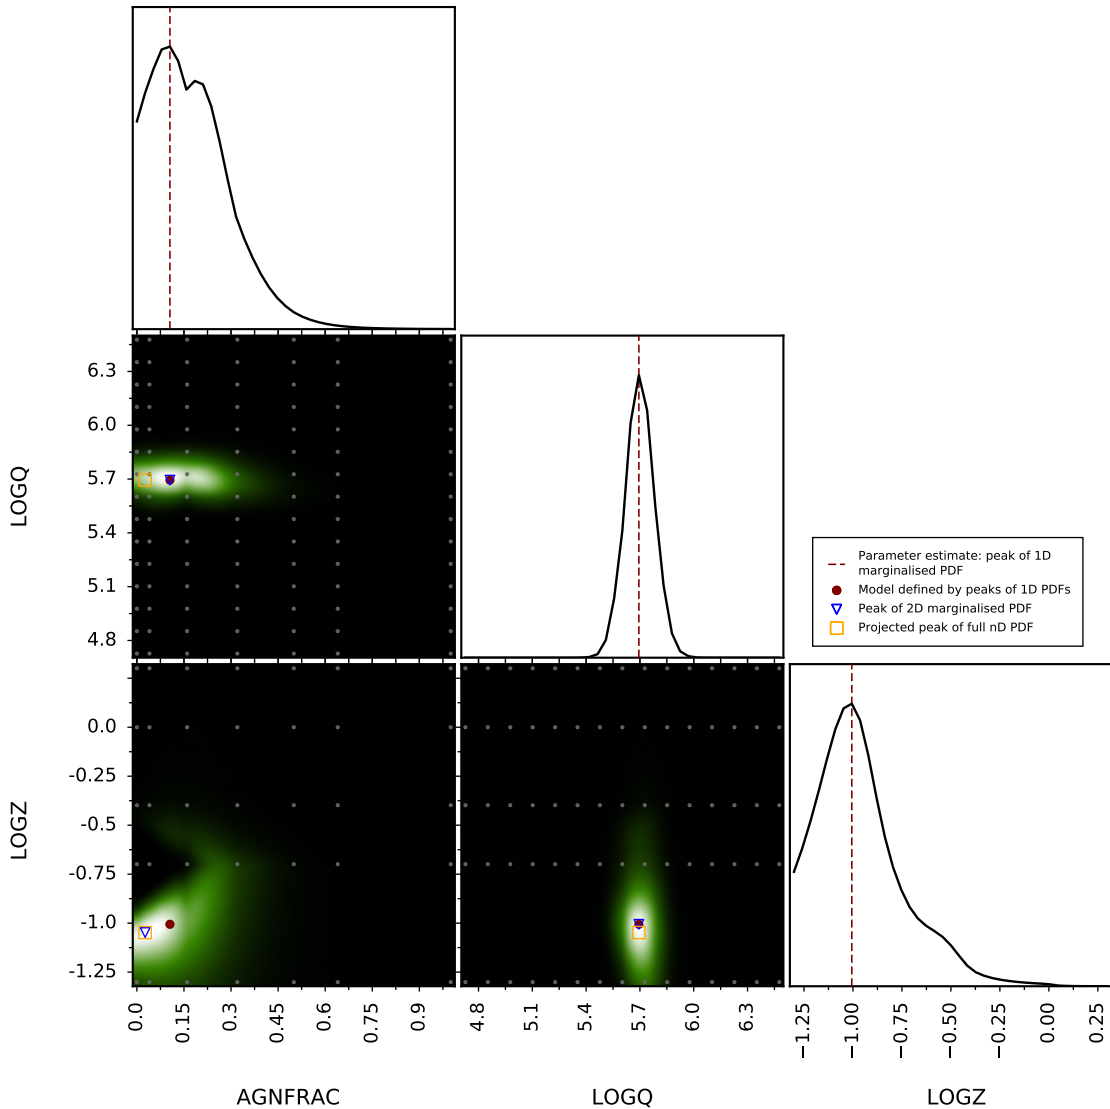 LOGQ
6.3
6.0
5.7
5.4
5.1
4.8
Parameter estimate: peak of 1D
marginalised PDF
Model defined by peaks of 1D PDFs
Peak of 2D marginalised PDF
Projected peak of full nD PDF
LOGZ
0.0
-0.25
-0.5
-0.75
-1.0
-1.25
0.0 0.15 0.3 0.45 0.6 0.75 0.9 4.8 5.1 5.4 5.7 6.0 6.3 −1.25 −1.00 −0.75 −0.50 −0.25 0.00 0.25
AGNFRAC LOGQ LOGZ